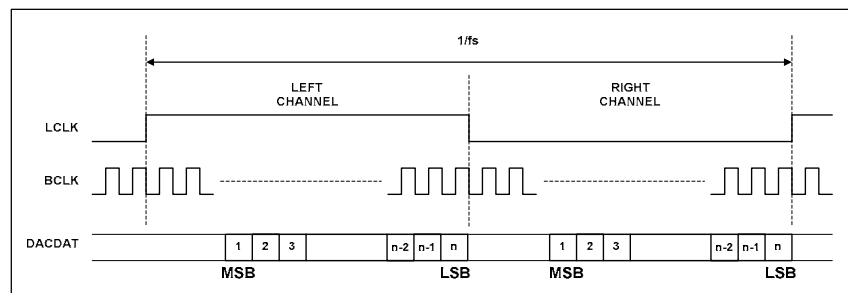 1/fs
LEFT
CHANNEL
RIGHT
CHANNEL
LCLK
BCLK
DACDAT
1 2 3 n-2 n-1 n 1 2 3 n-2 n-1 n
MSB LSB MSB LSB